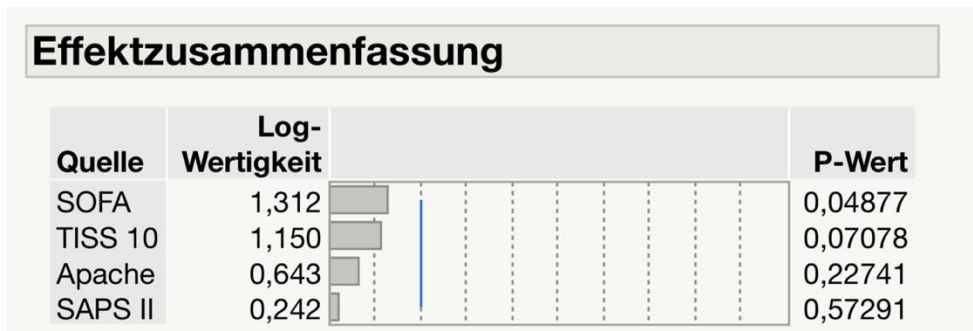 Effektzusammenfassung
Log-
Quelle Wertigkeit P-Wert
SOFA 1,312 0,04877
TISS 10 1,150 0,07078
Apache 0,643 0,22741
SAPS II 0,242 0,57291